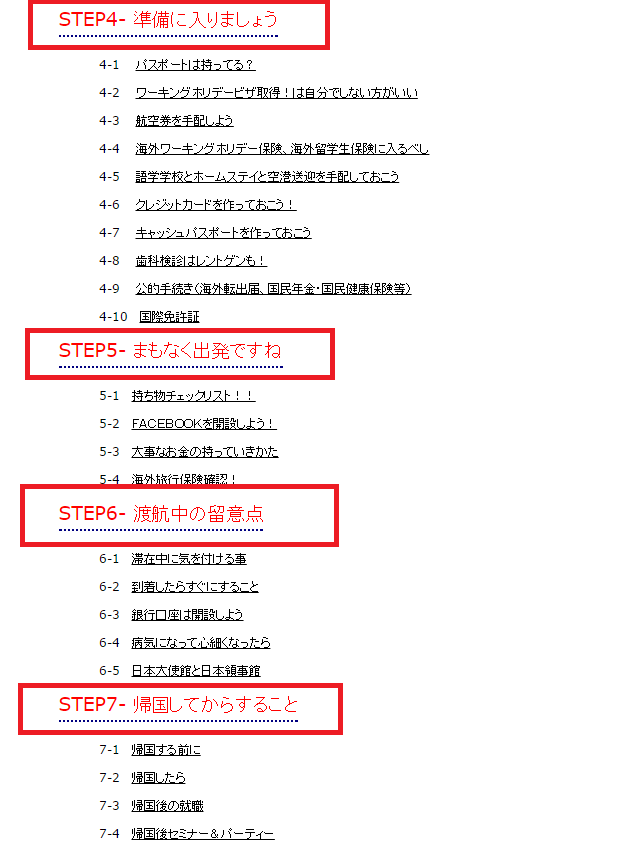 STEP4- 準備に入りましょう
4-1 パスポートは持ってる？
4-2 ワーキングホリデービザ取得！は自分でしない方がいい
4-3 航空券を手配しよう
4-4 海外ワーキングホリデー保険、海外留学生保険に入るべし
4-5 語学学校とホームステイと空港送迎を手配しておこう
4-6 クレジットカードを作っておこう！
4-7 キャッシュパスポートを作っておこう
4-8 歯科検診はレントゲンも！
4-9 公的手続き（海外転出届、国民年金・国民健康保険等）
4-10 国際免許証
STEP5- まもなく出発ですね
5-1 持ち物チェックリスト！！
5-2 FACEBOOKを開設しよう！
5-3 大事なお金の持っていきかた
5-4 海外旅行保険確認！
STEP6- 渡航中の留意点
6-1 滞在中に気を付ける事
6-2 到着したらすぐにすること
6-3 銀行口座は開設しよう
6-4 病気になって心細くなったら
6-5 日本大使館と日本領事館
STEP7- 帰国してからすること
7-1 帰国する前に
7-2 帰国したら
7-3 帰国後の就職
7-4 帰国後セミナー＆パーティー